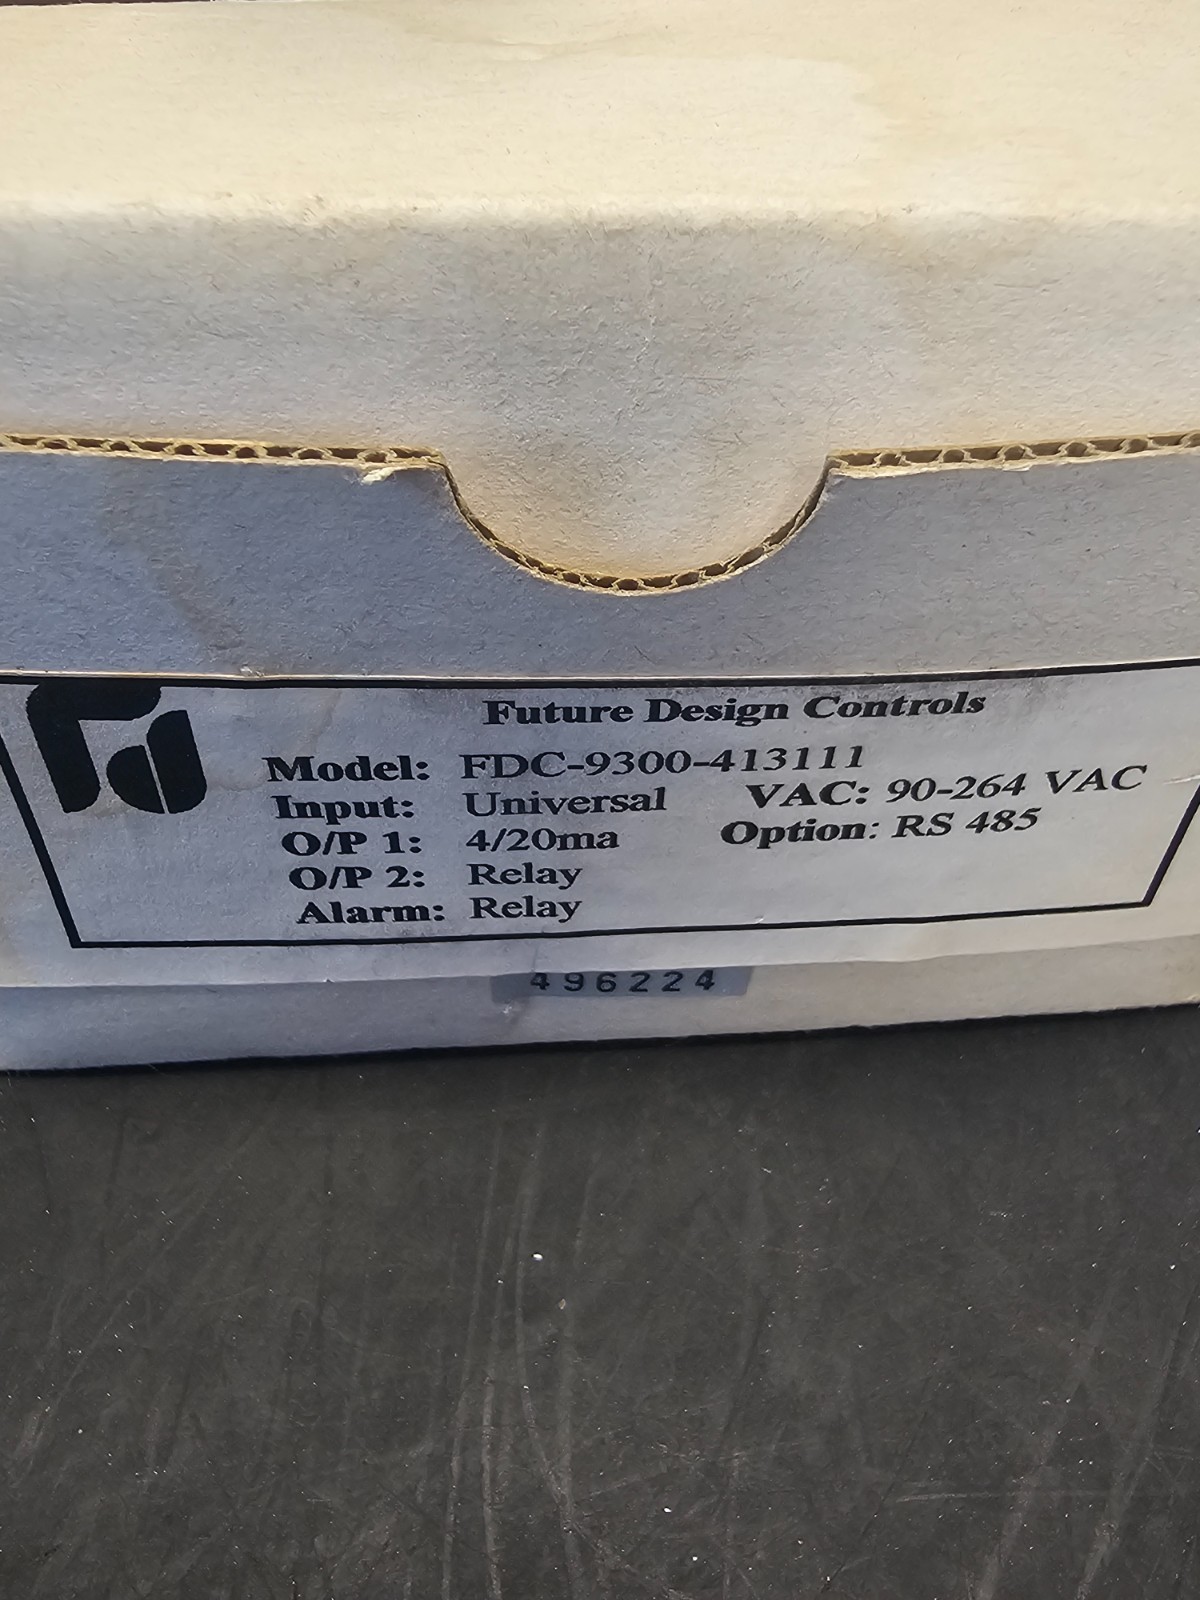 Future Design Controls
Model: FDC-9300-413111
Input: Universal VAC: 90-264 VAC
O/P 1: 4/20ma Option: RS 485
O/P 2: Relay
Alarm: Relay
496224